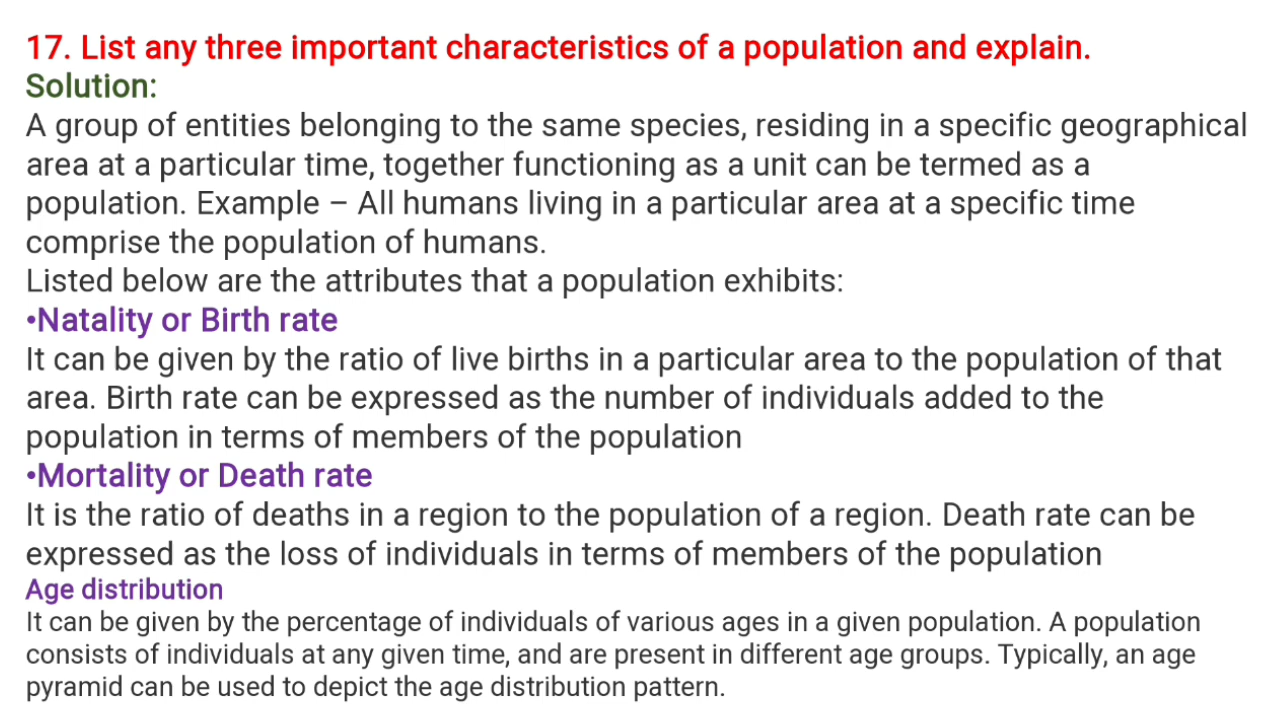 17. List any three important characteristics of a population and explain.
Solution:
A group of entities belonging to the same species, residing in a specific geographical
area at a particular time, together functioning as a unit can be termed as a
population. Example – All humans living in a particular area at a specific time
comprise the population of humans.
Listed below are the attributes that a population exhibits:
•Natality or Birth rate
It can be given by the ratio of live births in a particular area to the population of that
area. Birth rate can be expressed as the number of individuals added to the
population in terms of members of the population
•Mortality or Death rate
It is the ratio of deaths in a region to the population of a region. Death rate can be
expressed as the loss of individuals in terms of members of the population
Age distribution
It can be given by the percentage of individuals of various ages in a given population. A population
consists of individuals at any given time, and are present in different age groups. Typically, an age
pyramid can be used to depict the age distribution pattern.